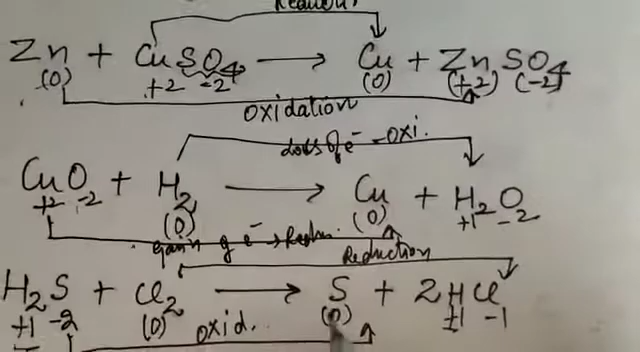 Reduction
Zn + CuSO4 → Cu + ZnSO4
(0) +2 -2 (0) (+2) (-2)
oxidation
loss of e⁻ - oxi.
CuO + H2 → Cu + H2O
+2 -2 (0) (0) +1 -2
gain of e⁻ → Redn.
Reduction
H2S + Cl2 → S + 2HCl
+1 -2 (0) (0) +1 -1
oxid.